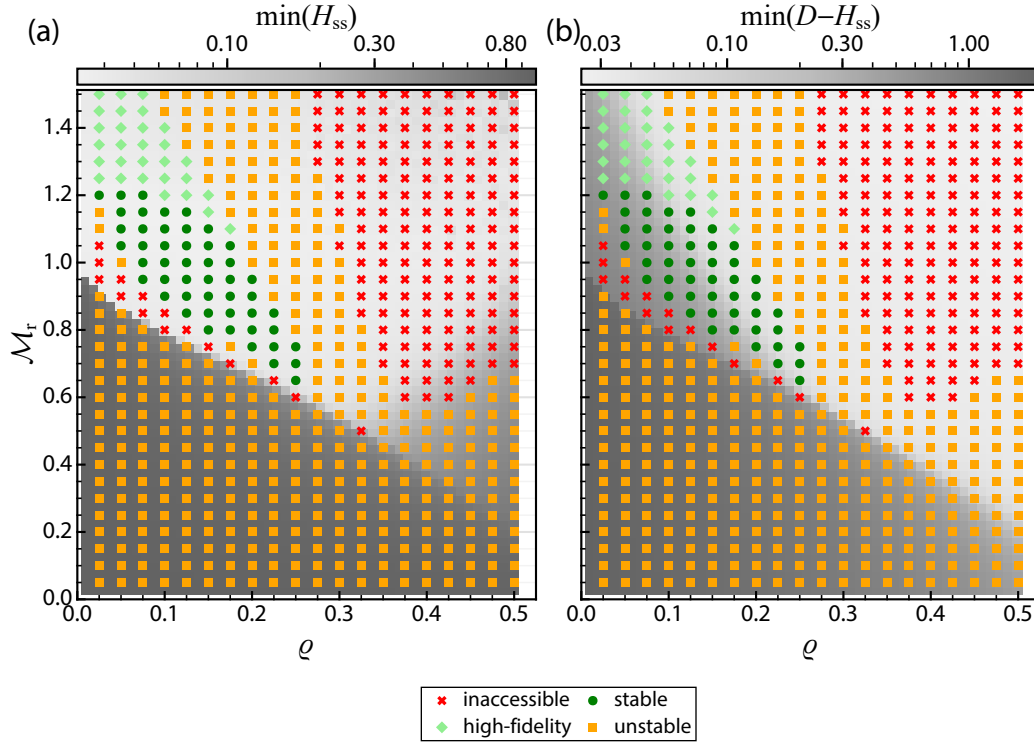 (a) min(Hss) (b) min(D−Hss)
0.10 0.30 0.80 0.03 0.10 0.30 1.00
1.4
1.2
1.0
0.8
ℳr
0.6
0.4
0.2
0.0
0.0 0.1 0.2 0.3 0.4 0.5 0.0 0.1 0.2 0.3 0.4 0.5
ϱ ϱ
inaccessible stable
high-fidelity unstable